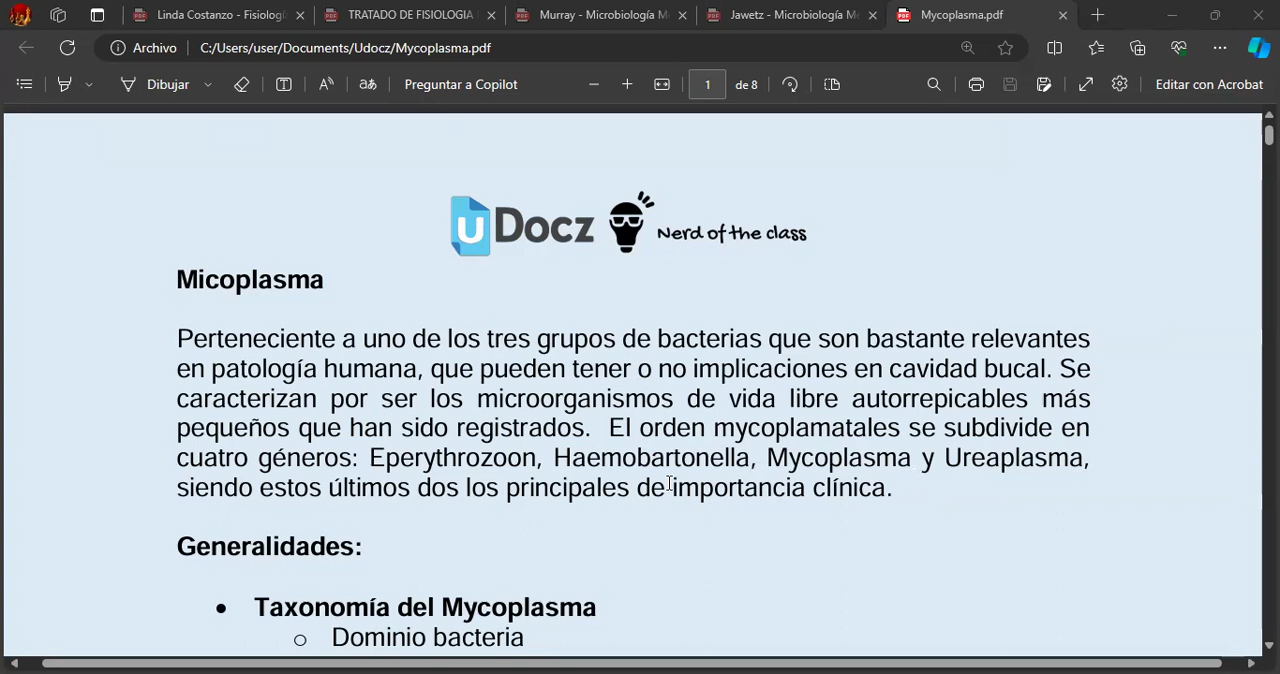 Linda Costanzo - Fisiologí
TRATADO DE FISIOLOGIA
Murray - Microbiología M
Jawetz - Microbiología Me
Mycoplasma.pdf
Archivo
C:/Users/user/Documents/Udocz/Mycoplasma.pdf
Dibujar
aあ
Preguntar a Copilot
1
de 8
Editar con Acrobat
U Docz
Nerd of the class
Micoplasma
Perteneciente a uno de los tres grupos de bacterias que son bastante relevantes
en patología humana, que pueden tener o no implicaciones en cavidad bucal. Se
caracterizan por ser los microorganismos de vida libre autorrepicables más
pequeños que han sido registrados. El orden mycoplamatales se subdivide en
cuatro géneros: Eperythrozoon, Haemobartonella, Mycoplasma y Ureaplasma,
siendo estos últimos dos los principales de importancia clínica.
Generalidades:
• Taxonomía del Mycoplasma
o Dominio bacteria